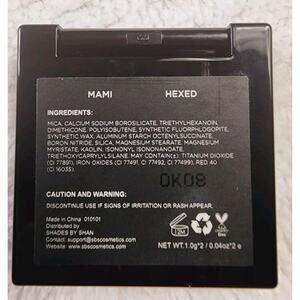 MAMI HEXED
INGREDIENTS:
MICA, CALCIUM SODIUM BOROSILICATE, TRIETHYLHEXANOIN,
DIMETHICONE, POLYISOBUTENE, SYNTHETIC FLUORPHLOGOPITE,
SYNTHETIC WAX, ALUMINUM STARCH OCTENYLSUCCINATE,
BORON NITRIDE, SILICA, MAGNESIUM STEARATE, MAGNESIUM
MYRISTATE, KAOLIN, ISONONYL ISONONANOATE,
TRIETHOXYCAPRYLYLSILANE. MAY CONTAIN(±): TITANIUM DIOXIDE
(CI 77891), IRON OXIDES (CI 77491, CI 77492, CI 77499), RED 40
(CI 16035).
0K08
CAUTION AND WARNING:
DISCONTINUE USE IF SIGNS OF IRRITATION OR RASH APPEAR.
Made in China 010101
Distributed by
SHADES BY SHAN
Contact: support@sbscosmetics.com
www.sbscosmetics.com
12M
NET WT. 1.0g*2 / 0.04oz*2 e